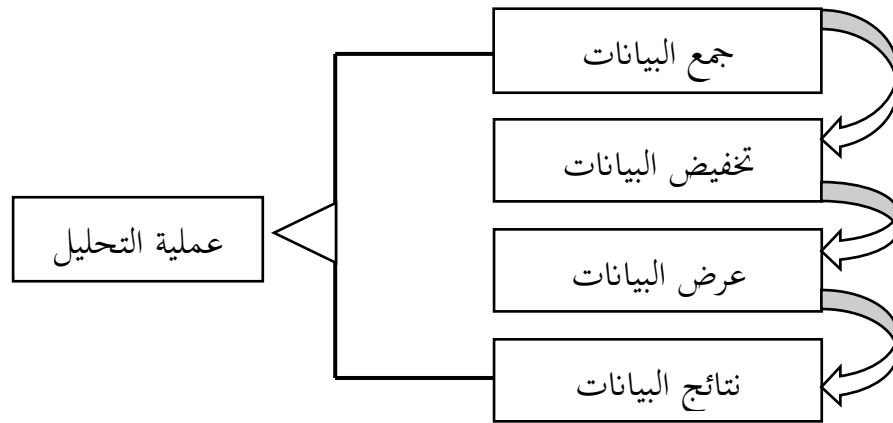 جمع البيانات
تخفيض البيانات
عرض البيانات
نتائج البيانات
عملية التحليل